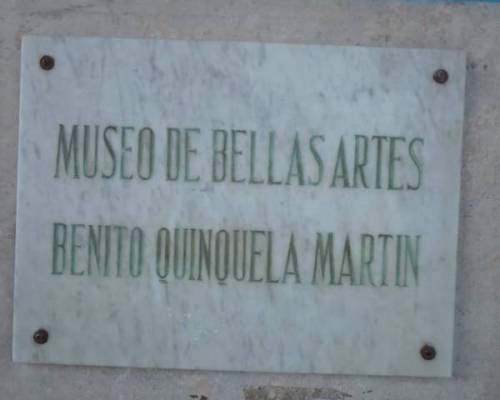 MUSEO DE BELLAS ARTES
BENITO QUINQUELA MARTIN